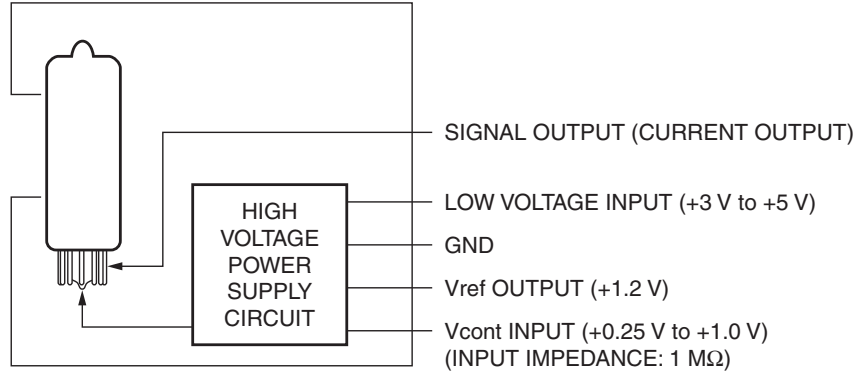 SIGNAL OUTPUT (CURRENT OUTPUT)
LOW VOLTAGE INPUT (+3 V to +5 V)
HIGH
VOLTAGE
POWER
SUPPLY
CIRCUIT
GND
Vref OUTPUT (+1.2 V)
Vcont INPUT (+0.25 V to +1.0 V)
(INPUT IMPEDANCE: 1 MΩ)